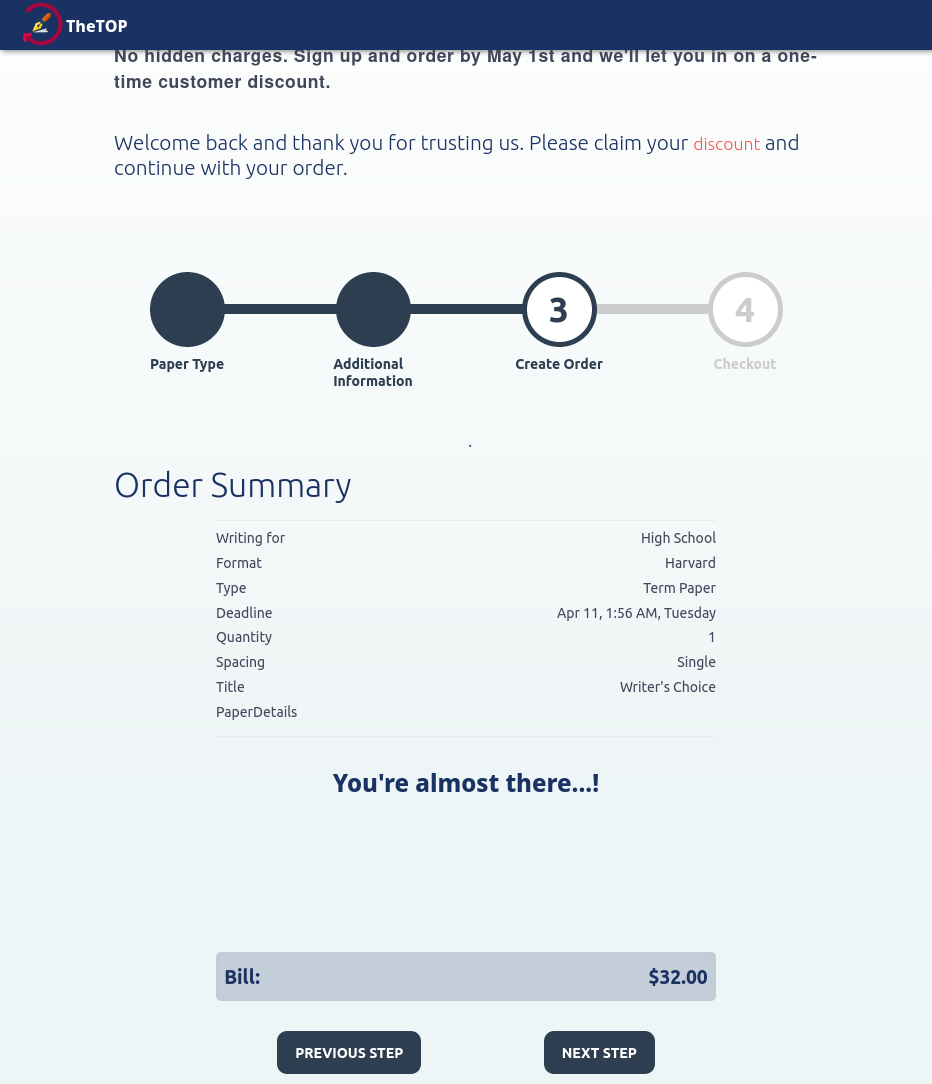 TheTOP
No hidden charges. Sign up and order by May 1st and we'll let you in on a one-
time customer discount.
Welcome back and thank you for trusting us. Please claim your discount and
continue with your order.
3
4
Paper Type
Additional
Information
Create Order
Checkout
.
Order Summary
Writing for High School
Format Harvard
Type Term Paper
Deadline Apr 11, 1:56 AM, Tuesday
Quantity 1
Spacing Single
Title Writer's Choice
PaperDetails
You're almost there...!
Bill: $32.00
PREVIOUS STEP NEXT STEP